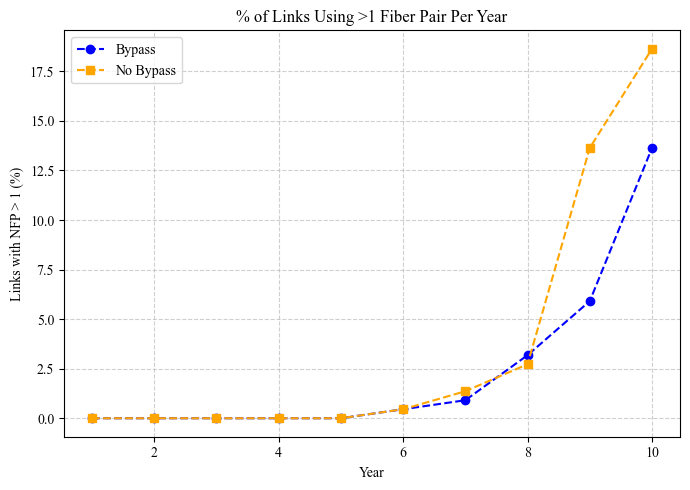 % of Links Using >1 Fiber Pair Per Year
Bypass
No Bypass
Links with NFP > 1 (%)
17.5
15.0
12.5
10.0
7.5
5.0
2.5
0.0
2
4
6
8
10
Year